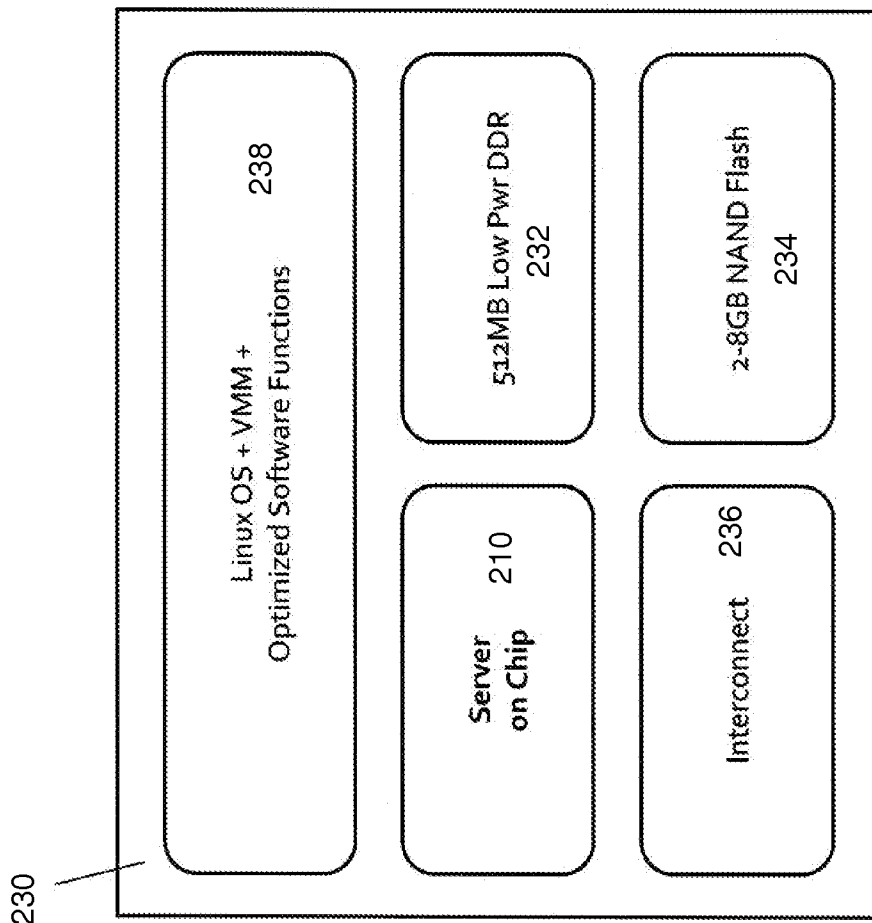 230
Linux OS + VMM +
Optimized Software Functions
238
Server
on Chip
210
512MB Low Pwr DDR
232
Interconnect
236
2-8GB NAND Flash
234